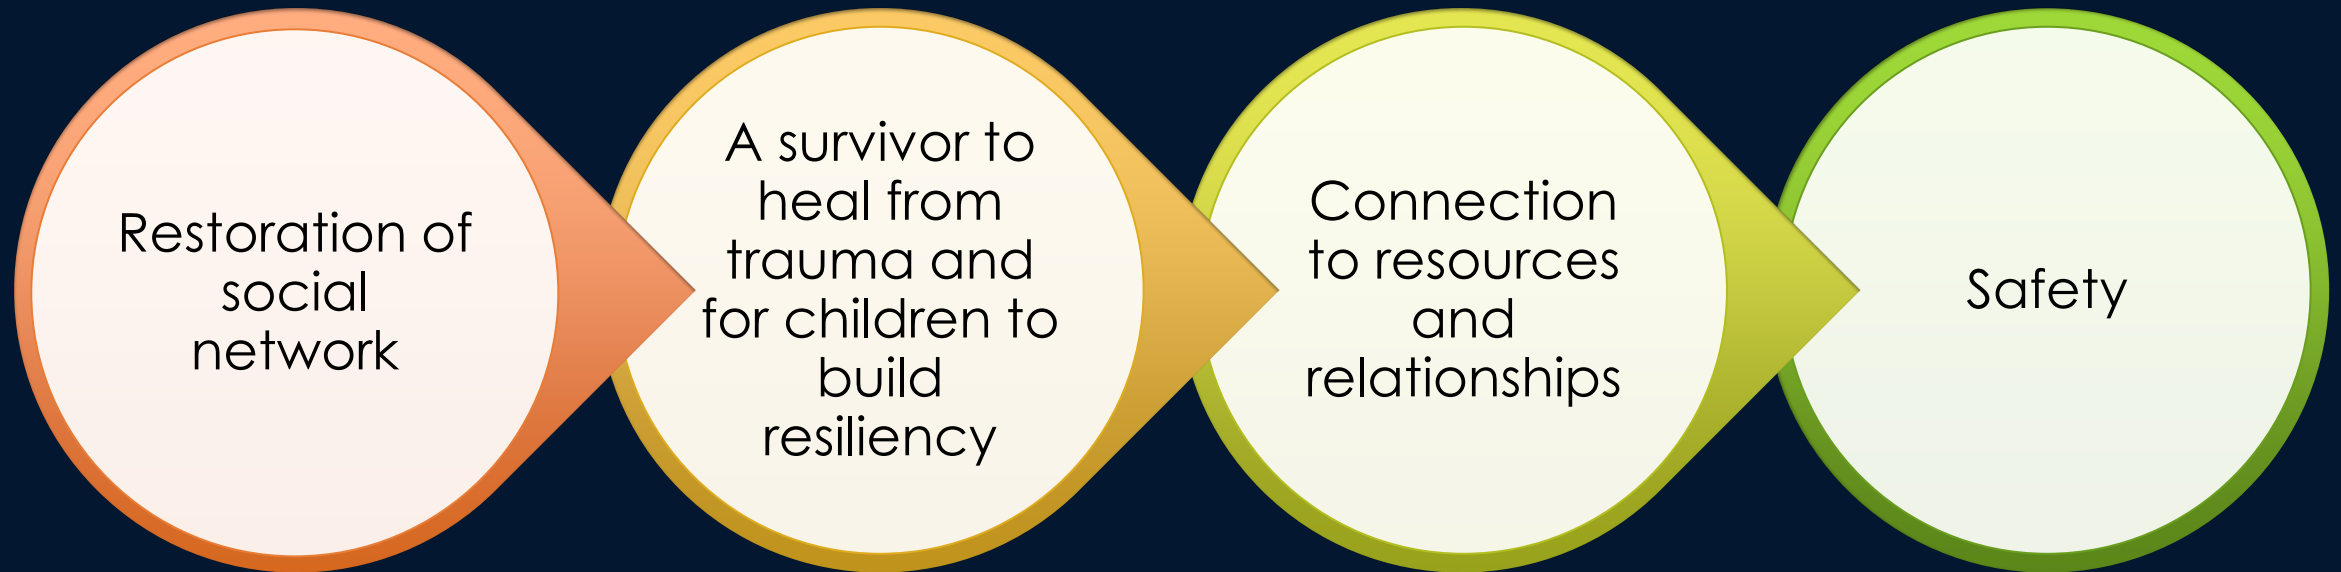 Restoration of
social
network
A survivor to
heal from
trauma and
for children to
build
resiliency
Connection
to resources
and
relationships
Safety